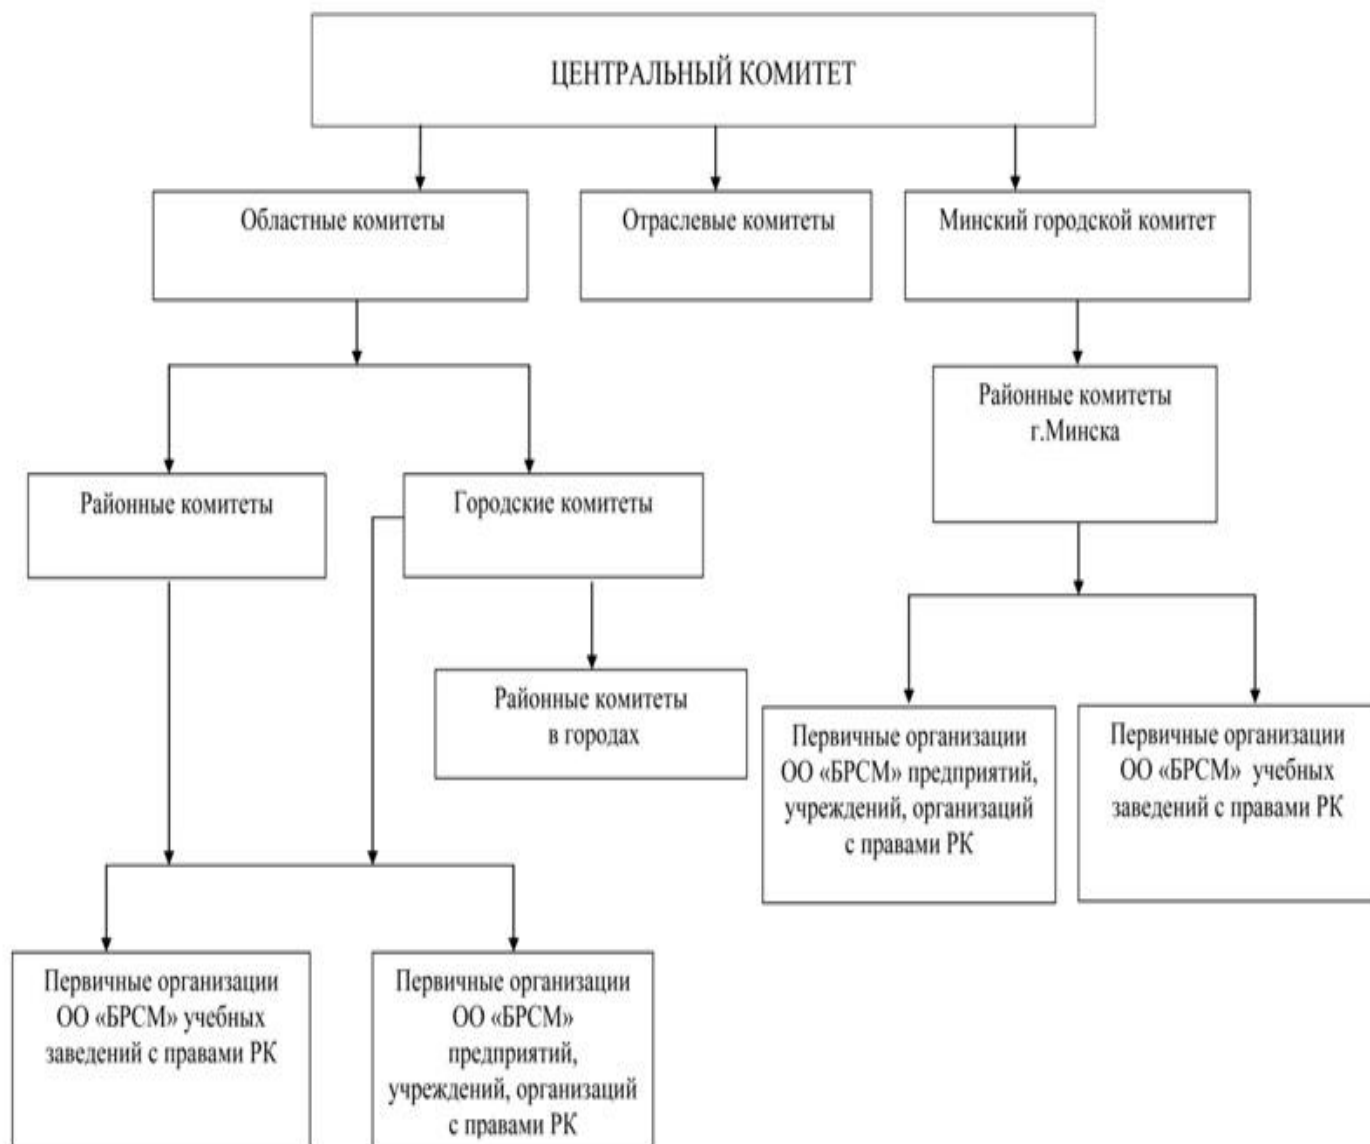 ЦЕНТРАЛЬНЫЙ КОМИТЕТ
Областные комитеты
Отраслевые комитеты
Минский городской комитет
Районные комитеты
г.Минска
Районные комитеты
Городские комитеты
Районные комитеты
в городах
Первичные организации
ОО «БРСМ» предприятий,
учреждений, организаций
с правами РК
Первичные организации
ОО «БРСМ» учебных
заведений с правами РК
Первичные организации
ОО «БРСМ» учебных
заведений с правами РК
Первичные организации
ОО «БРСМ»
предприятий,
учреждений, организаций
с правами РК